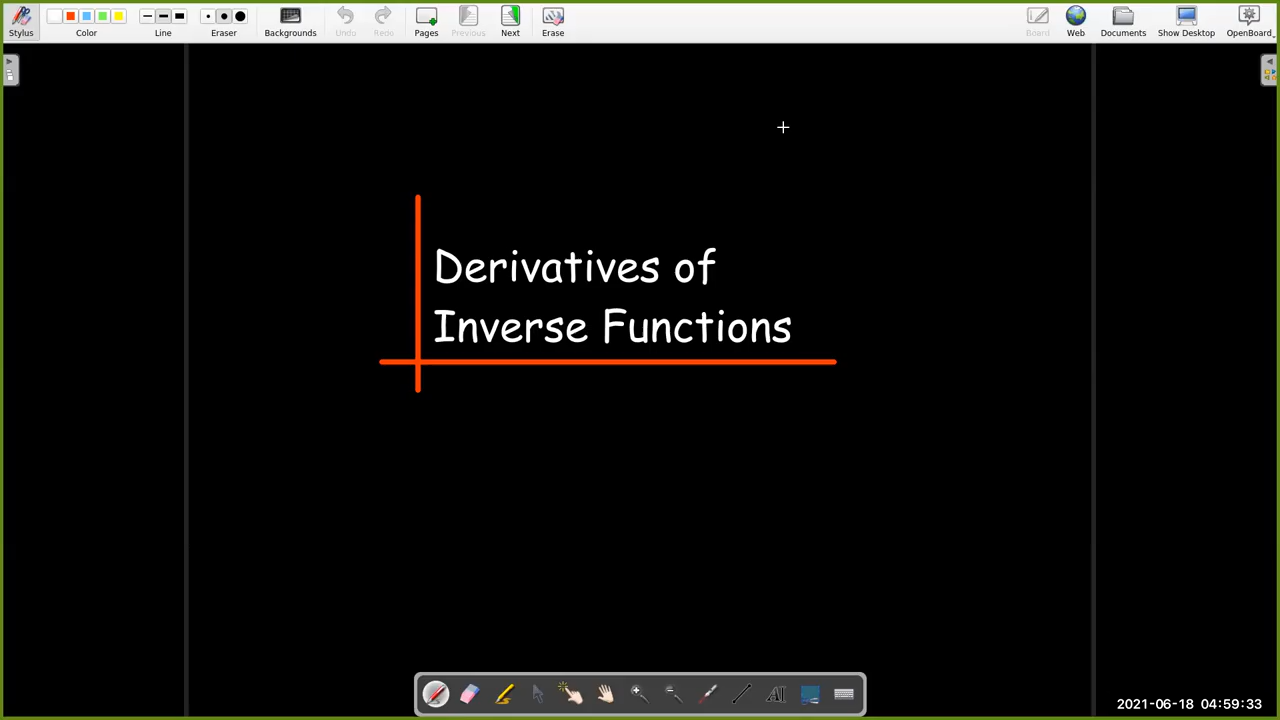 Stylus
Color
Line
Eraser
Backgrounds
Undo
Redo
Pages
Previous
Next
Erase
Board
Web
Documents
Show Desktop
OpenBoard
Derivatives of
Inverse Functions
AI
2021-06-18 04:59:33